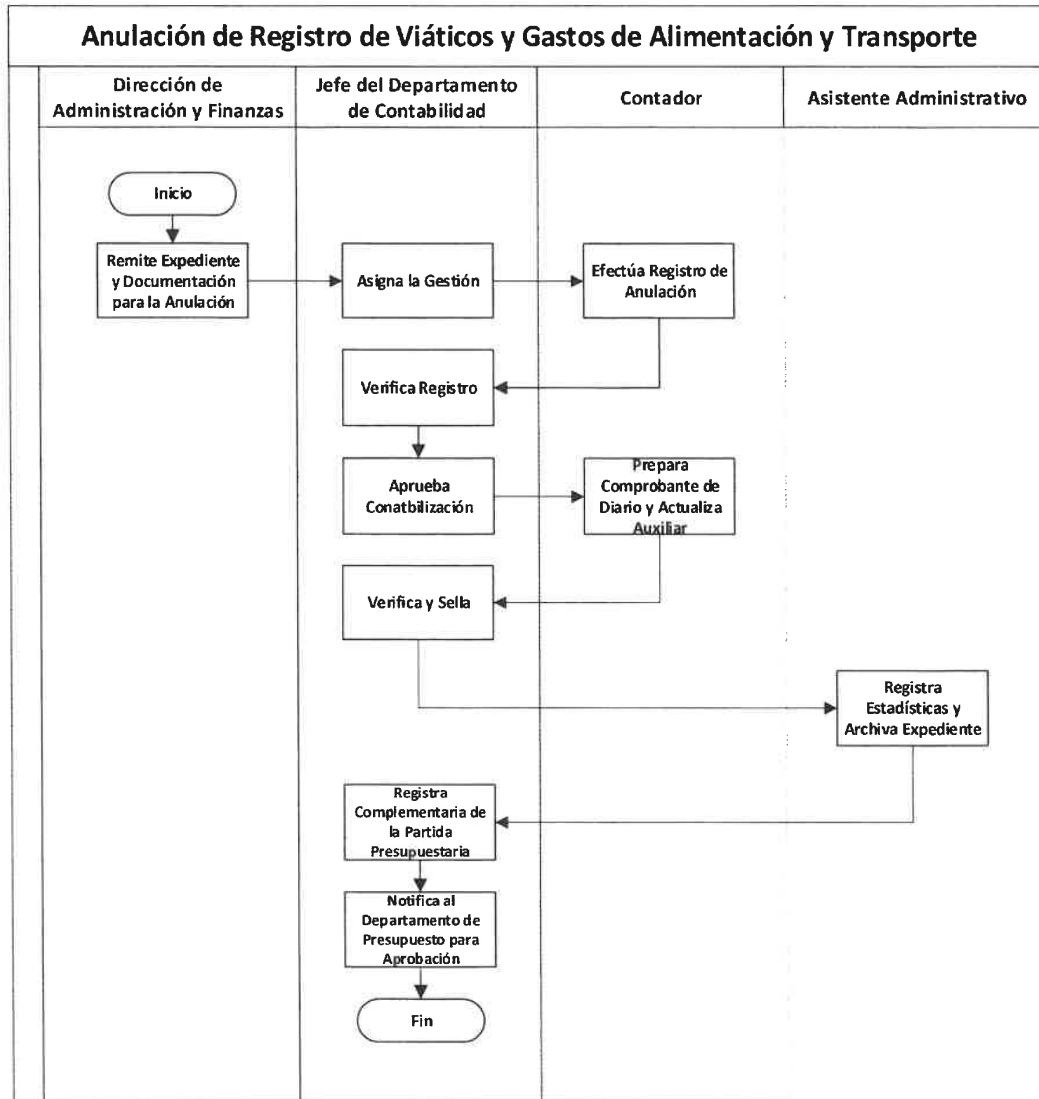 Anulación de Registro de Viáticos y Gastos de Alimentación y Transporte
Dirección de
Administración y Finanzas
Jefe del Departamento
de Contabilidad
Contador
Asistente Administrativo
Inicio
Remite Expediente
y Documentación
para la Anulación
Asigna la Gestión
Efectúa Registro de
Anulación
Verifica Registro
Aprueba
Conatbilización
Prepara
Comprobante de
Diario y Actualiza
Auxiliar
Verifica y Sella
Registra
Estadísticas y
Archiva Expediente
Registra
Complementaria de
la Partida
Presupuestaria
Notifica al
Departamento de
Presupuesto para
Aprobación
Fin